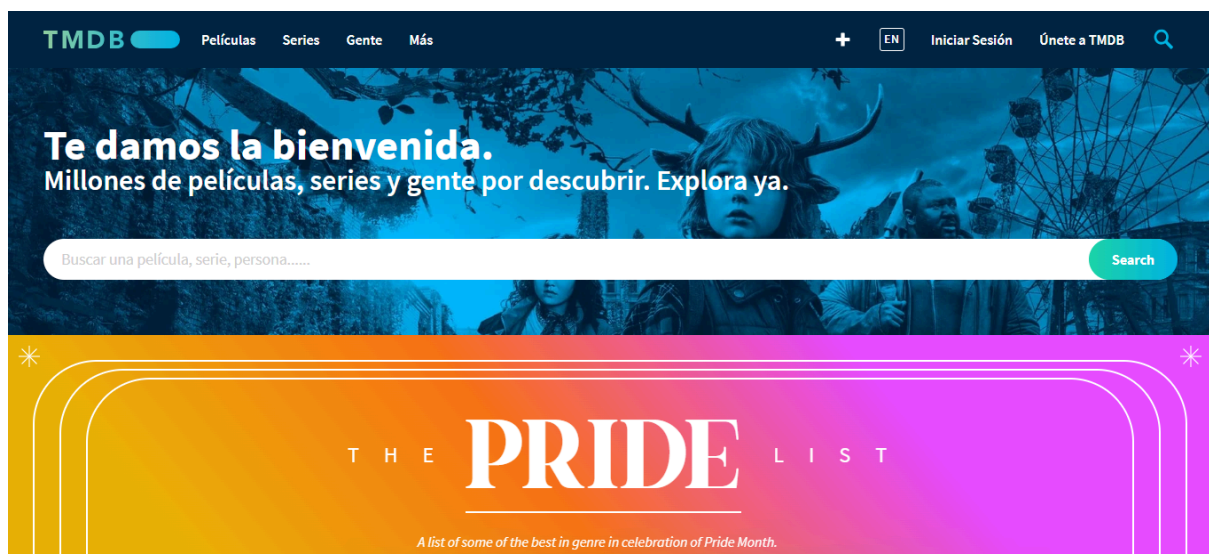 TMDB Películas Series Gente Más EN Iniciar Sesión Únete a TMDB
Te damos la bienvenida.
Millones de películas, series y gente por descubrir. Explora ya.
Buscar una película, serie, persona...... Search
THE PRIDE LIST
A list of some of the best in genre in celebration of Pride Month.